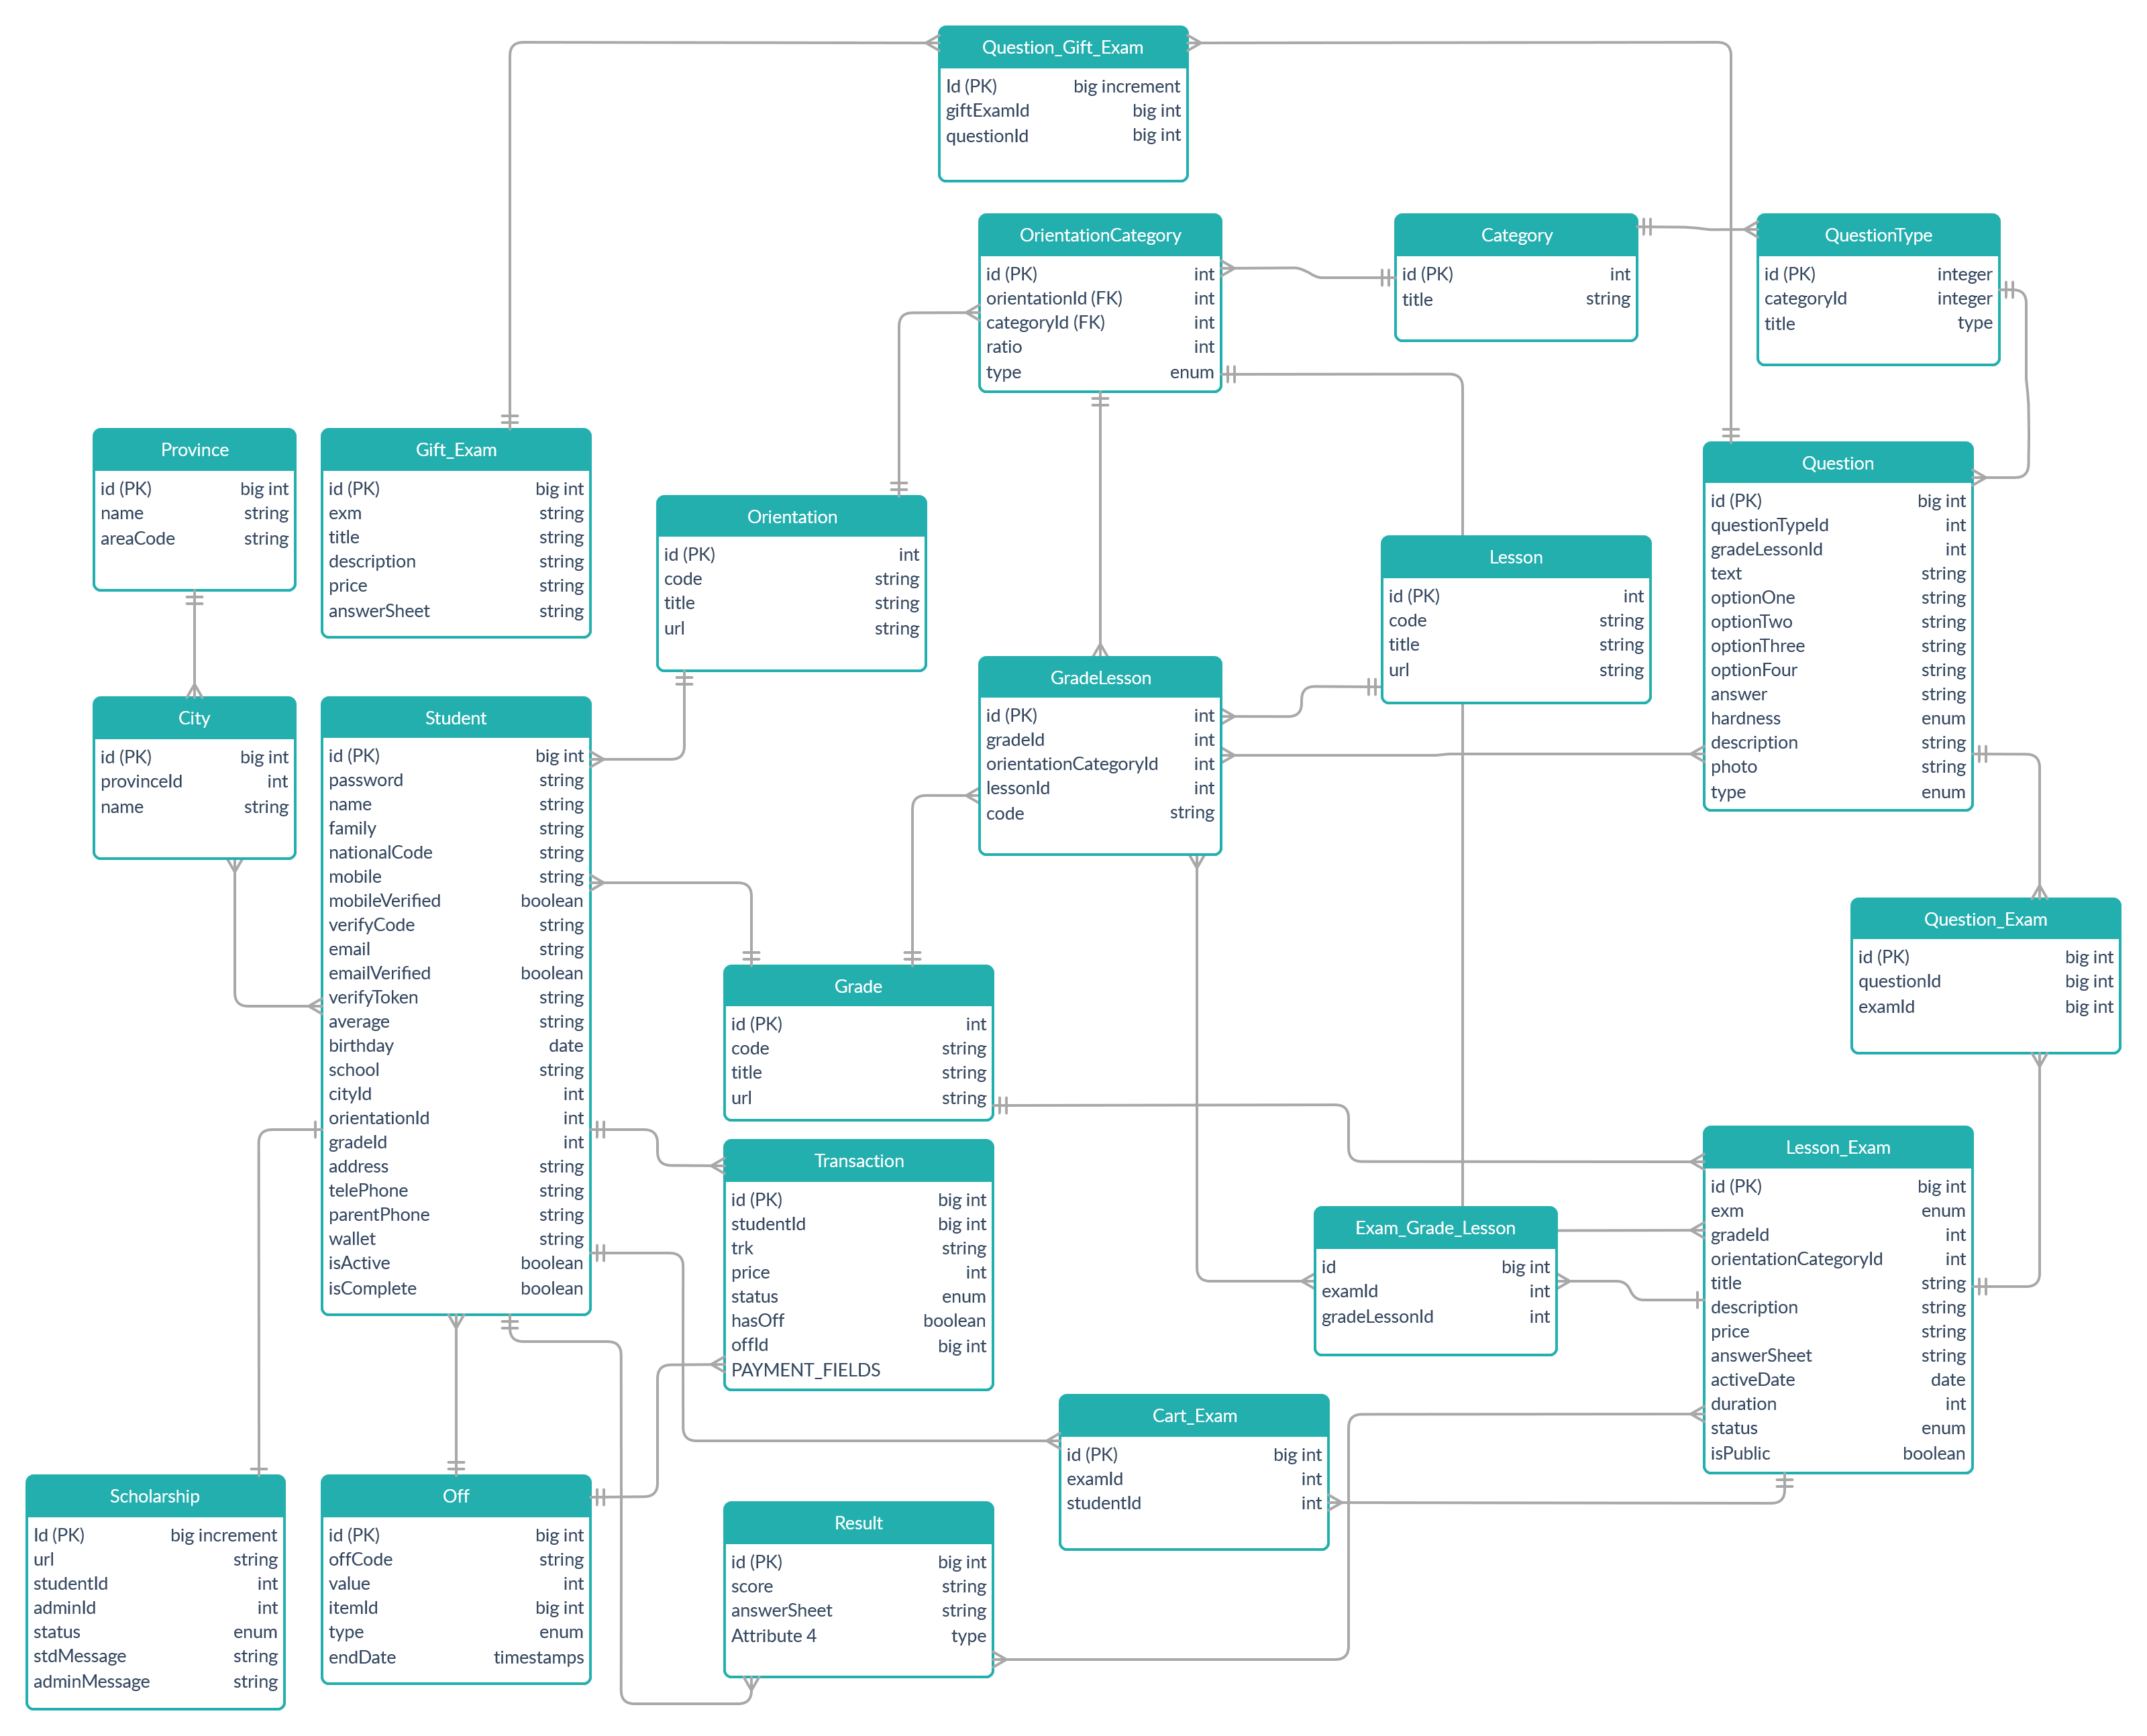 Question_Gift_Exam
Id (PK) big increment
giftExamId big int
questionId big int
OrientationCategory
id (PK) int
orientationId (FK) int
categoryId (FK) int
ratio int
type enum
Category
id (PK) int
title string
QuestionType
id (PK) integer
categoryId integer
title type
Province
id (PK) big int
name string
areaCode string
Gift_Exam
id (PK) big int
exm string
title string
description string
price string
answerSheet string
Orientation
id (PK) int
code string
title string
url string
Lesson
id (PK) int
code string
title string
url string
Question
id (PK) big int
questionTypeId int
gradeLessonId int
text string
optionOne string
optionTwo string
optionThree string
optionFour string
answer string
hardness enum
description string
photo string
type enum
City
id (PK) big int
provinceId int
name string
Student
id (PK) big int
password string
name string
family string
nationalCode string
mobile string
mobileVerified boolean
verifyCode string
email string
emailVerified boolean
verifyToken string
average string
birthday date
school string
cityId int
orientationId int
gradeId int
address string
telePhone string
parentPhone string
wallet string
isActive boolean
isComplete boolean
GradeLesson
id (PK) int
gradeId int
orientationCategoryId int
lessonId int
code string
Grade
id (PK) int
code string
title string
url string
Question_Exam
id (PK) big int
questionId big int
examId big int
Transaction
id (PK) big int
studentId big int
trk string
price int
status enum
hasOff boolean
offId big int
PAYMENT_FIELDS
Exam_Grade_Lesson
id big int
examId int
gradeLessonId int
Lesson_Exam
id (PK) big int
exm enum
gradeId int
orientationCategoryId int
title string
description string
price string
answerSheet string
activeDate date
duration int
status enum
isPublic boolean
Cart_Exam
id (PK) big int
examId int
studentId int
Scholarship
Id (PK) big increment
url string
studentId int
adminId int
status enum
stdMessage string
adminMessage string
Off
id (PK) big int
offCode string
value int
itemId big int
type enum
endDate timestamps
Result
id (PK) big int
score string
answerSheet string
Attribute 4 type